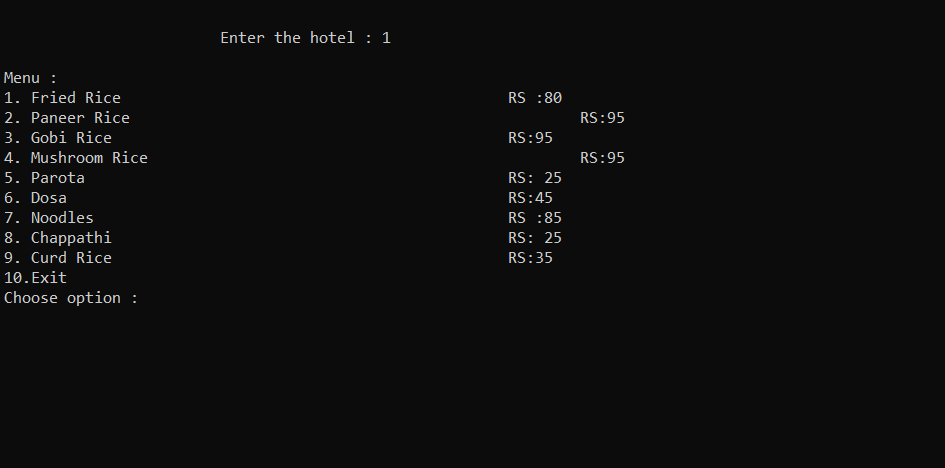 Enter the hotel : 1
Menu :
1. Fried Rice RS :80
2. Paneer Rice RS:95
3. Gobi Rice RS:95
4. Mushroom Rice RS:95
5. Parota RS: 25
6. Dosa RS:45
7. Noodles RS :85
8. Chappathi RS: 25
9. Curd Rice RS:35
10.Exit
Choose option :